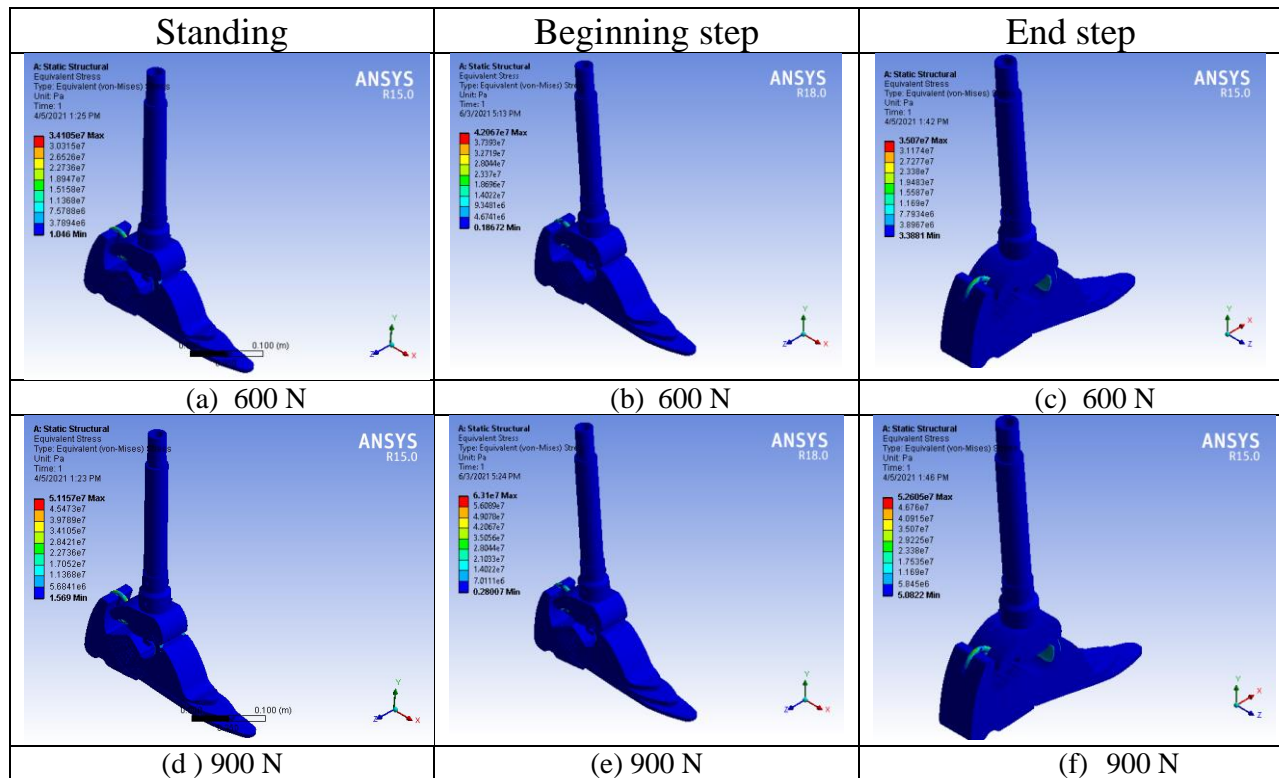 Standing
Beginning step
End step
A: Static Structural
Equivalent Stress
Type: Equivalent (von-Mises) Stress
Unit: Pa
Time: 1
4/5/2021 1:25 PM
ANSYS
R15.0
3.4105e7 Max
3.0315e7
2.6526e7
2.2736e7
1.8947e7
1.5158e7
1.1368e7
7.5788e6
3.7894e6
1.046 Min
0.100 (m)
Y
Z
X
A: Static Structural
Equivalent Stress
Type: Equivalent (von-Mises) Stre
Unit: Pa
Time: 1
6/3/2021 5:13 PM
ANSYS
R18.0
4.2067e7 Max
3.7393e7
3.2719e7
2.8044e7
2.337e7
1.8696e7
1.4022e7
9.3481e6
4.6741e6
0.18672 Min
Y
Z
X
A: Static Structural
Equivalent Stress
Type: Equivalent (von-Mises) Stress
Unit: Pa
Time: 1
4/5/2021 1:42 PM
ANSYS
R15.0
3.507e7 Max
3.1174e7
2.7277e7
2.338e7
1.9483e7
1.5587e7
1.169e7
7.7934e6
3.8967e6
3.3881 Min
Y
X
Z
(a) 600 N
(b) 600 N
(c) 600 N
A: Static Structural
Equivalent Stress
Type: Equivalent (von-Mises) Stress
Unit: Pa
Time: 1
4/5/2021 1:23 PM
ANSYS
R15.0
5.1157e7 Max
4.5473e7
3.9789e7
3.4105e7
2.8421e7
2.2736e7
1.7052e7
1.1368e7
5.6841e6
1.569 Min
0.100 (m)
Y
Z
X
A: Static Structural
Equivalent Stress
Type: Equivalent (von-Mises) Stre
Unit: Pa
Time: 1
6/3/2021 5:24 PM
ANSYS
R18.0
6.31e7 Max
5.6089e7
4.9078e7
4.2067e7
3.5056e7
2.8044e7
2.1033e7
1.4022e7
7.0111e6
0.28007 Min
Y
Z
X
A: Static Structural
Equivalent Stress
Type: Equivalent (von-Mises) Stress
Unit: Pa
Time: 1
4/5/2021 1:46 PM
ANSYS
R15.0
5.2605e7 Max
4.676e7
4.0915e7
3.507e7
2.9225e7
2.338e7
1.7535e7
1.169e7
5.845e6
5.0822 Min
Y
X
Z
(d ) 900 N
(e) 900 N
(f) 900 N